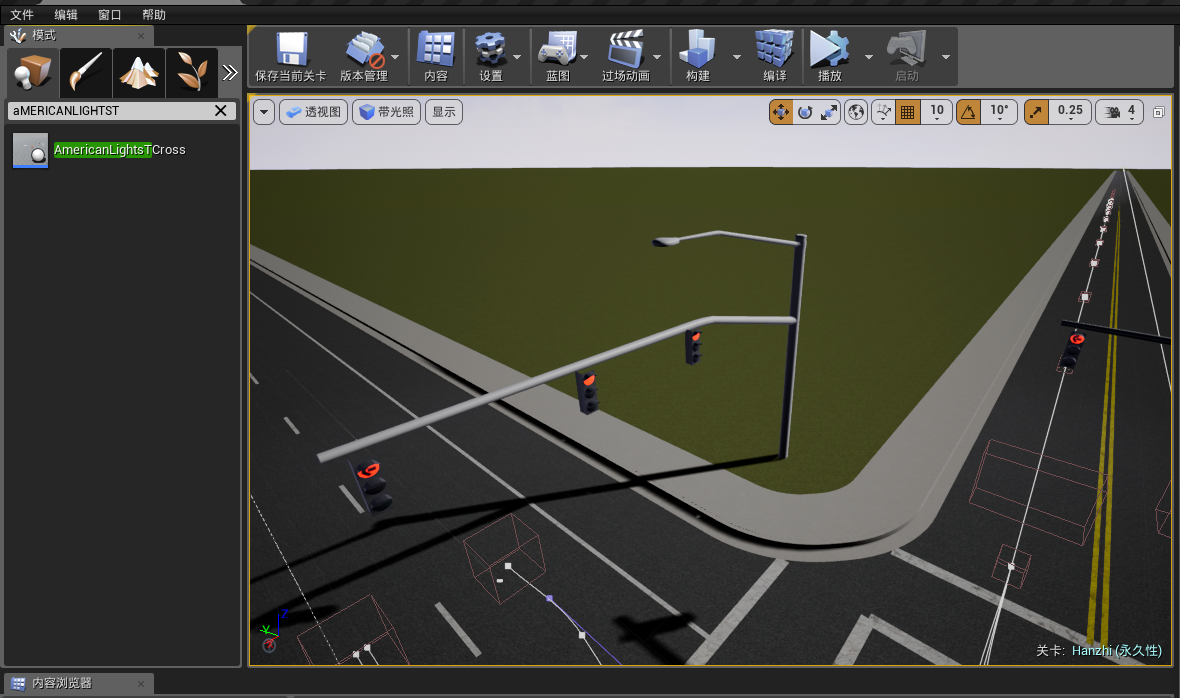 文件 编辑 窗口 帮助
模式
保存当前关卡 版本管理 内容 设置 蓝图 过场动画 构建 编译 播放 启动
aMERICANLIGHTST
透视图 带光照 显示 10 10° 0.25 4
AmericanLightsTCross
Z
关卡: Hanzhi (永久性)
内容浏览器